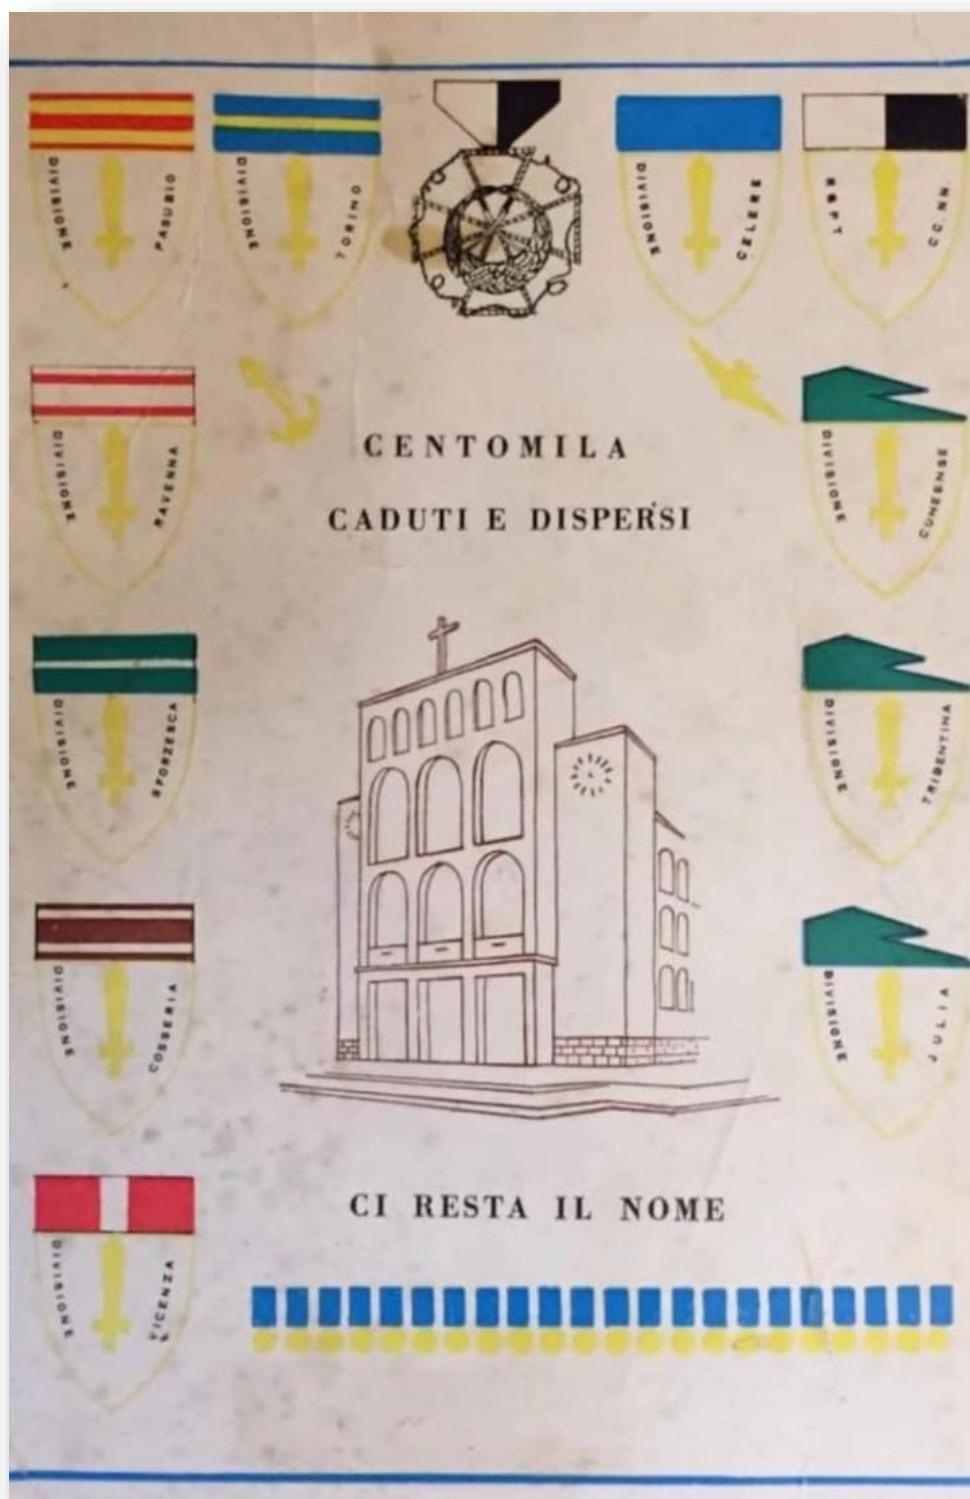 DIVISIONE PASUBIO
DIVISIONE TORINO
DIVISIONE CELERE
RGPT CC.NN.
DIVISIONE RAVENNA
DIVISIONE CUNEENSE
CENTOMILA
CADUTI E DISPERSI
DIVISIONE SFORZESCA
DIVISIONE TRIDENTINA
DIVISIONE COSSERIA
DIVISIONE JULIA
DIVISIONE VICENZA
CI RESTA IL NOME